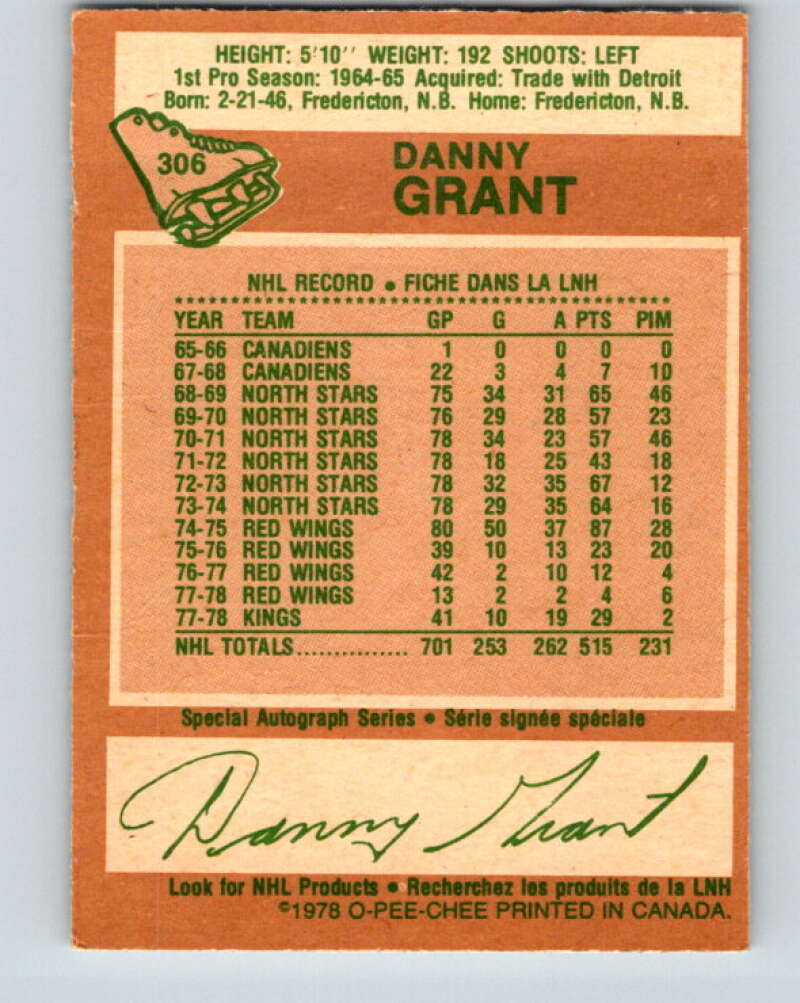 HEIGHT: 5'10'' WEIGHT: 192 SHOOTS: LEFT
1st Pro Season: 1964-65 Acquired: Trade with Detroit
Born: 2-21-46, Fredericton, N.B. Home: Fredericton, N.B.
306
DANNY
GRANT
NHL RECORD • FICHE DANS LA LNH
YEAR TEAM GP G A PTS PIM
65-66 CANADIENS 1 0 0 0 0
67-68 CANADIENS 22 3 4 7 10
68-69 NORTH STARS 75 34 31 65 46
69-70 NORTH STARS 76 29 28 57 23
70-71 NORTH STARS 78 34 23 57 46
71-72 NORTH STARS 78 18 25 43 18
72-73 NORTH STARS 78 32 35 67 12
73-74 NORTH STARS 78 29 35 64 16
74-75 RED WINGS 80 50 37 87 28
75-76 RED WINGS 39 10 13 23 20
76-77 RED WINGS 42 2 10 12 4
77-78 RED WINGS 13 2 2 4 6
77-78 KINGS 41 10 19 29 2
NHL TOTALS............... 701 253 262 515 231
Special Autograph Series • Série signée spéciale
Danny Grant
Look for NHL Products • Recherchez les produits de la LNH
©1978 O-PEE-CHEE PRINTED IN CANADA.